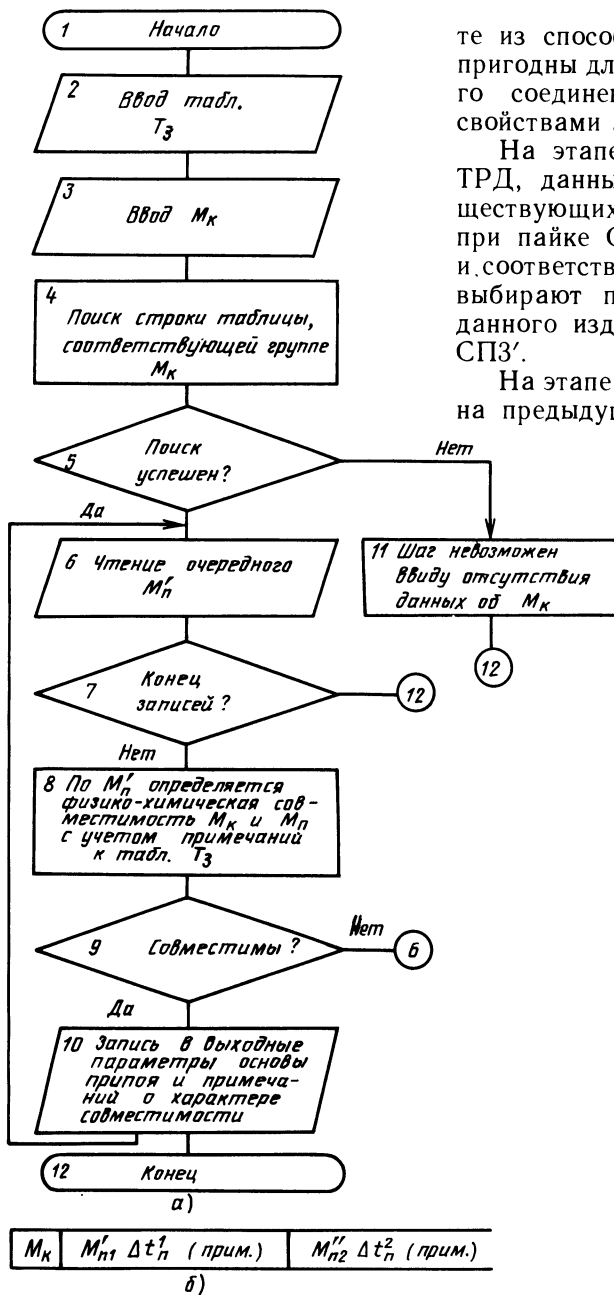 1 Начало
2 Ввод табл.
T3
3
Ввод Mк
4
Поиск строки таблицы,
соответствующей группе
Mк
5 Поиск
успешен?
Нет
Да
6 Чтение очередного
M′п
11 Шаг невозможен
ввиду отсутствия
данных об Mк
12
7 Конец
записей?
12
Нет
8 По M′п определяется
физико-химическая сов-
местимость Mк и Mп
с учетом примечаний
к табл. T3
9 Совместимы?
Нет
6
Да
10 Запись в выходные
параметры основы
припоя и примеча-
ний о характере
совместимости
12 Конец
а)
Mк M′п1 Δt¹п (прим.) M″п2 Δt²п (прим.)
б)
те из способ
пригодны дл
го соединен
свойствами
На этапе
ТРД, данны
ществующих
при пайке С
и соответств
выбирают п
данного изд
СПЗ′.
На этапе
на предыду